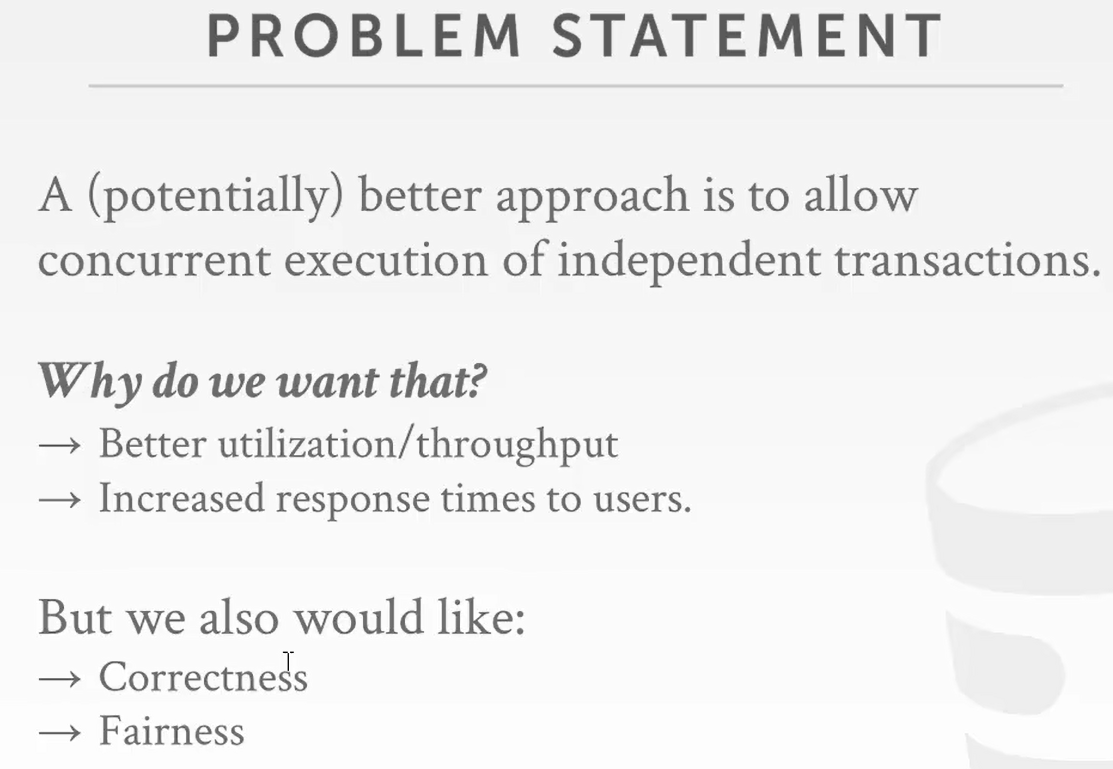 PROBLEM STATEMENT
A (potentially) better approach is to allow
concurrent execution of independent transactions.
Why do we want that?
→ Better utilization/throughput
→ Increased response times to users.
But we also would like:
→ Correctness
→ Fairness